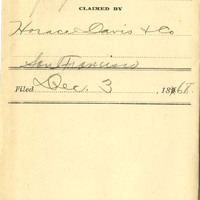 CLAIMED BY
Horace Davis & Co
San Francisco
Filed Dec. 3, 1868.